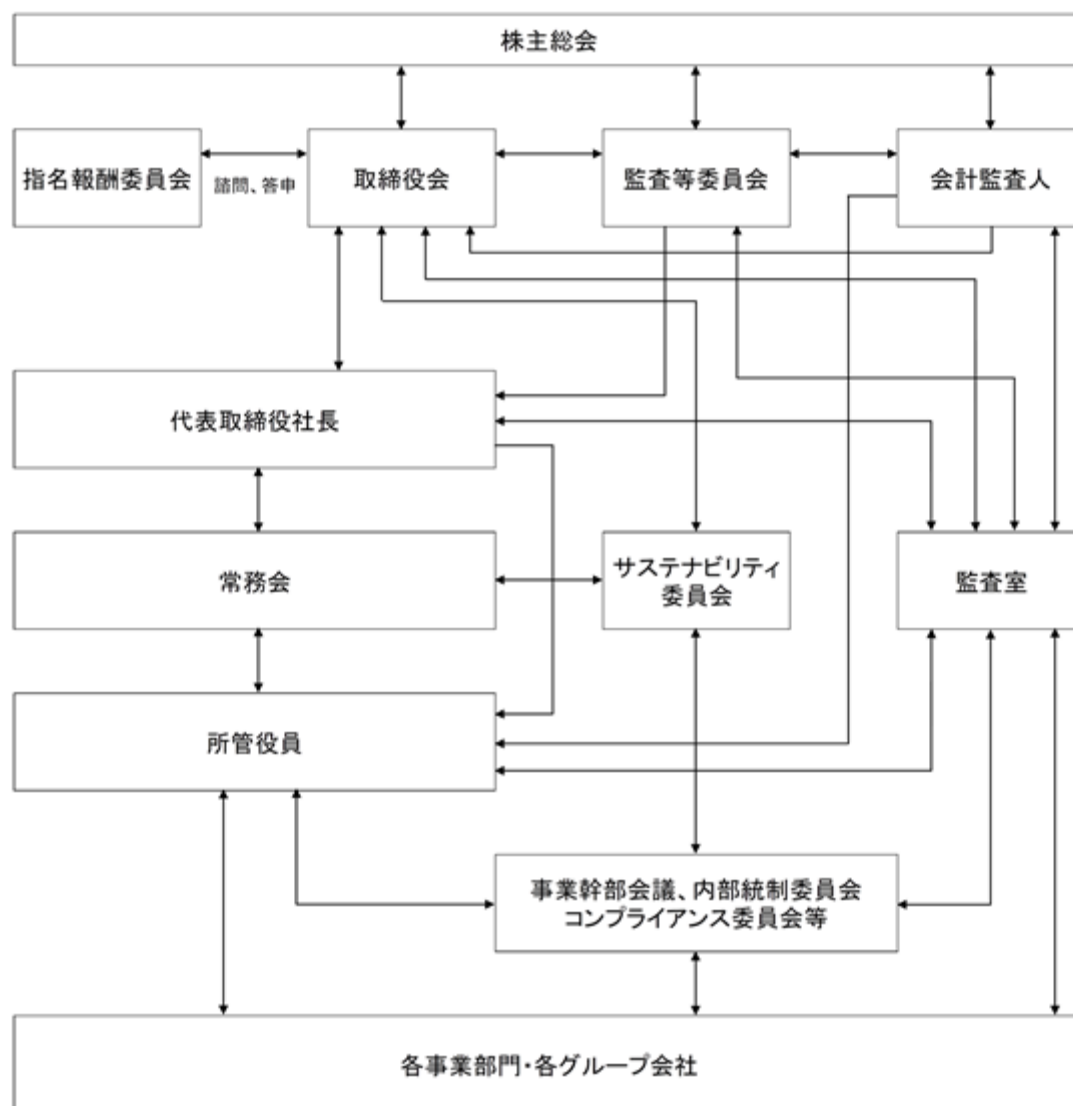 株主総会
指名報酬委員会
諮問、答申
取締役会
監査等委員会
会計監査人
代表取締役社長
常務会
サステナビリティ
委員会
監査室
所管役員
事業幹部会議、内部統制委員会
コンプライアンス委員会等
各事業部門・各グループ会社